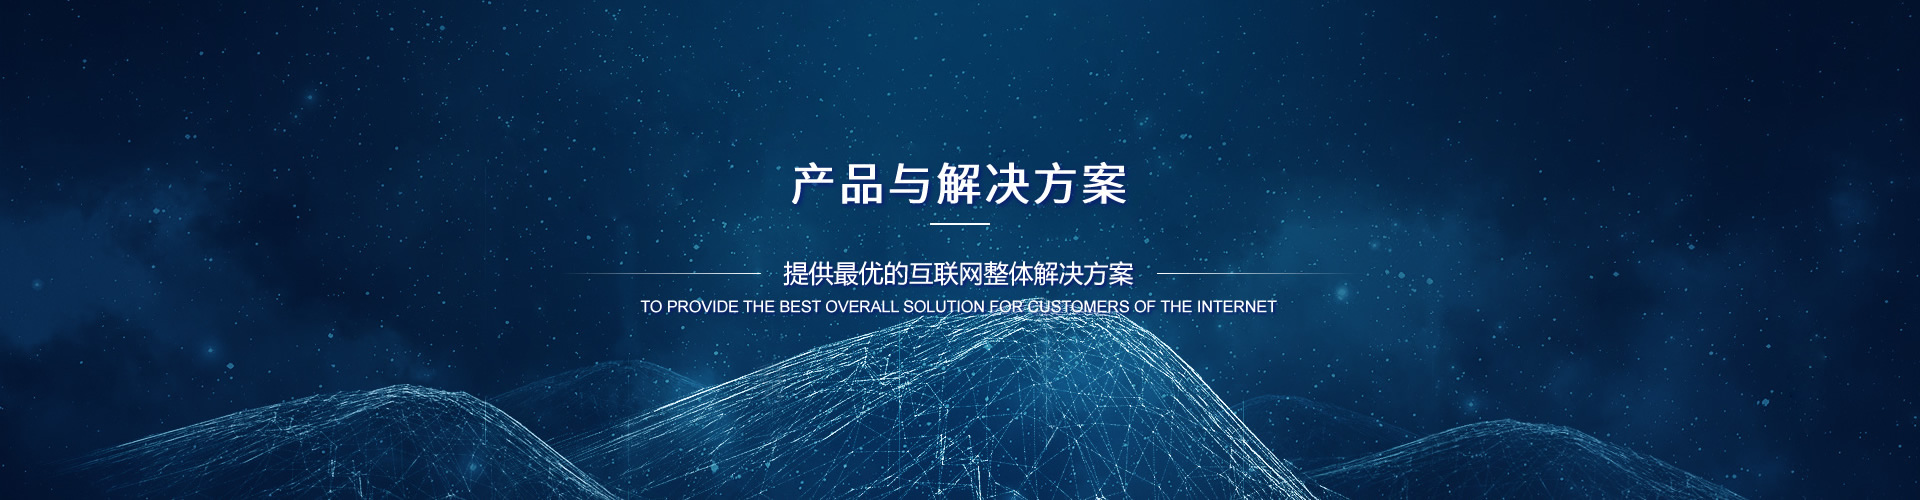 产品与解决方案
提供最优的互联网整体解决方案
TO PROVIDE THE BEST OVERALL SOLUTION FOR CUSTOMERS OF THE INTERNET